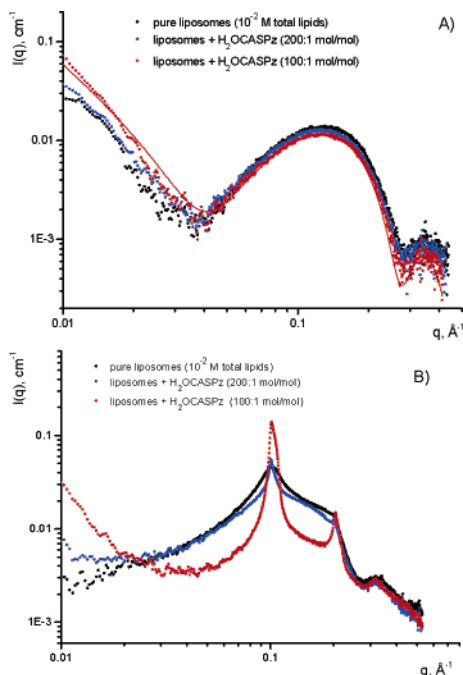 A)
pure liposomes (10⁻² M total lipids)
liposomes + H₂OCASPz (200:1 mol/mol)
liposomes + H₂OCASPz (100:1 mol/mol)
I(q), cm⁻¹
0.1
0.01
1E-3
0.01
0.1
q, Å⁻¹
B)
pure liposomes (10⁻² M total lipids)
liposomes + H₂OCASPz (200:1 mol/mol)
liposomes + H₂OCASPz (100:1 mol/mol)
I(q), cm⁻¹
0.1
0.01
1E-3
0.01
0.1
q, Å⁻¹